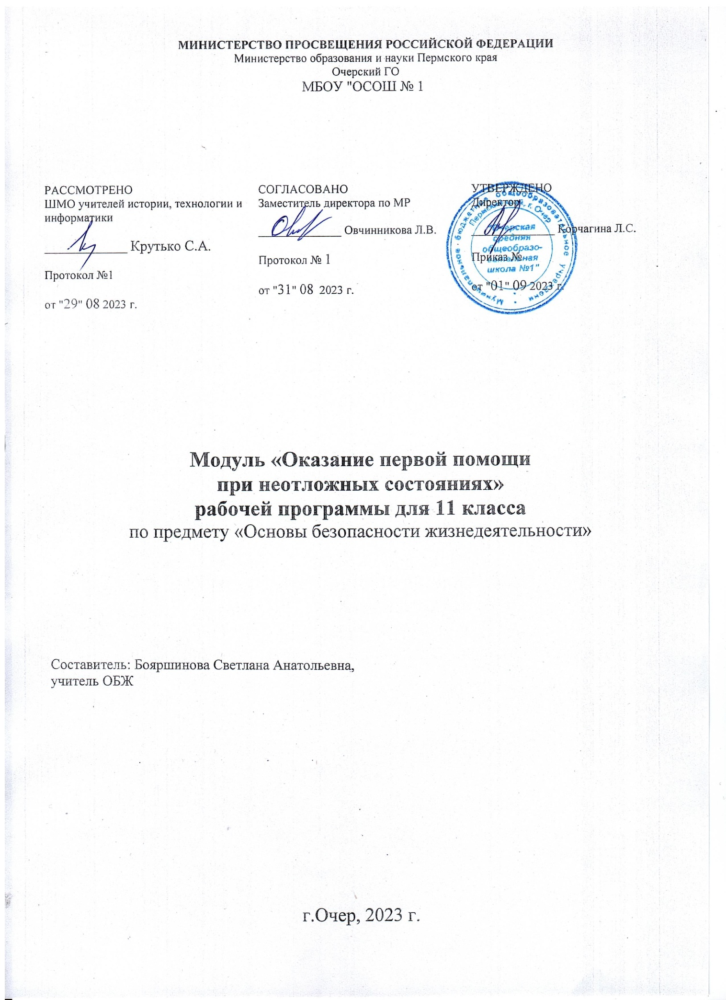 МИНИСТЕРСТВО ПРОСВЕЩЕНИЯ РОССИЙСКОЙ ФЕДЕРАЦИИ
Министерство образования и науки Пермского края
Очерский ГО
МБОУ "ОСОШ № 1
РАССМОТРЕНО
ШМО учителей истории, технологии и
информатики
Крутько С.А.
Протокол №1
от "29" 08 2023 г.
СОГЛАСОВАНО
Заместитель директора по МР
Овчинникова Л.В.
Протокол № 1
от "31" 08 2023 г.
УТВЕРЖДЕНО
Директор
Корчагина Л.С.
Приказ №
от "01" 09 2023 г.
Муниципальное бюджетное общеобразовательное учреждени
Пермский край, г. Очер
"Очерская
средняя
общеобразо-
вательная
школа №1"
Модуль «Оказание первой помощи
при неотложных состояниях»
рабочей программы для 11 класса
по предмету «Основы безопасности жизнедеятельности»
Составитель: Бояршинова Светлана Анатольевна,
учитель ОБЖ
г.Очер, 2023 г.